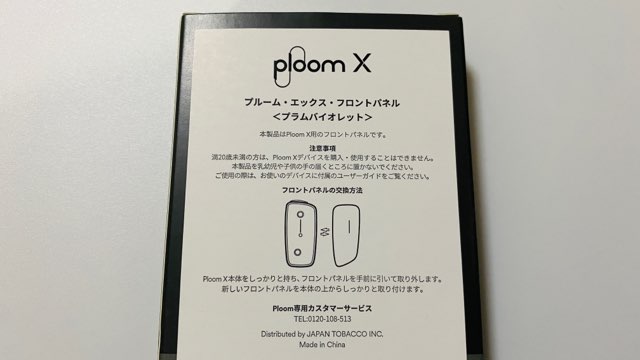 ploom X
プルーム・エックス・フロントパネル
＜プラムバイオレット＞
本製品はPloom X用のフロントパネルです。
注意事項
満20歳未満の方は、Ploom Xデバイスを購入・使用することはできません。
本製品を乳幼児や子供の手の届くところに置かないでください。
ご使用の際は、お使いのデバイスに付属のユーザーガイドをご覧ください。
フロントパネルの交換方法
Ploom X本体をしっかりと持ち、フロントパネルを手前に引いて取り外します。
新しいフロントパネルを本体の上からしっかりと取り付けます。
Ploom専用カスタマーサービス
TEL:0120-108-513
Distributed by JAPAN TOBACCO INC.
Made in China